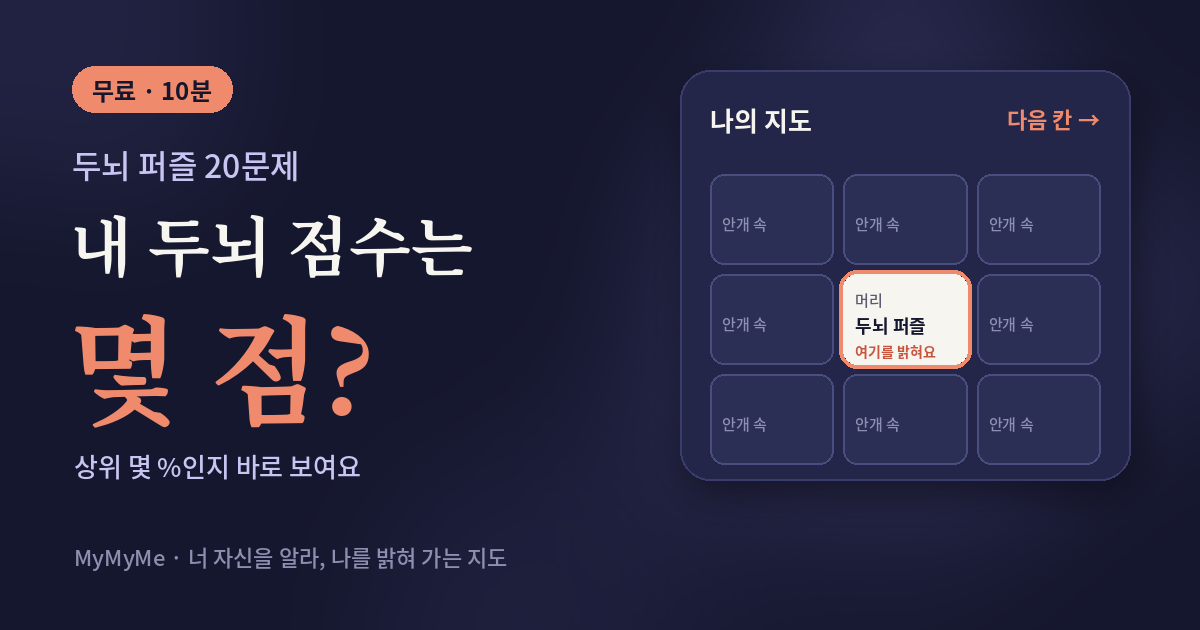 무료 · 10분
두뇌 퍼즐 20문제
내 두뇌 점수는
몇 점?
상위 몇 %인지 바로 보여요
MyMyMe · 너 자신을 알라, 나를 밝혀 가는 지도
나의 지도
다음 칸 →
안개 속
안개 속
안개 속
안개 속
머리
두뇌 퍼즐
여기를 밝혀요
안개 속
안개 속
안개 속
안개 속